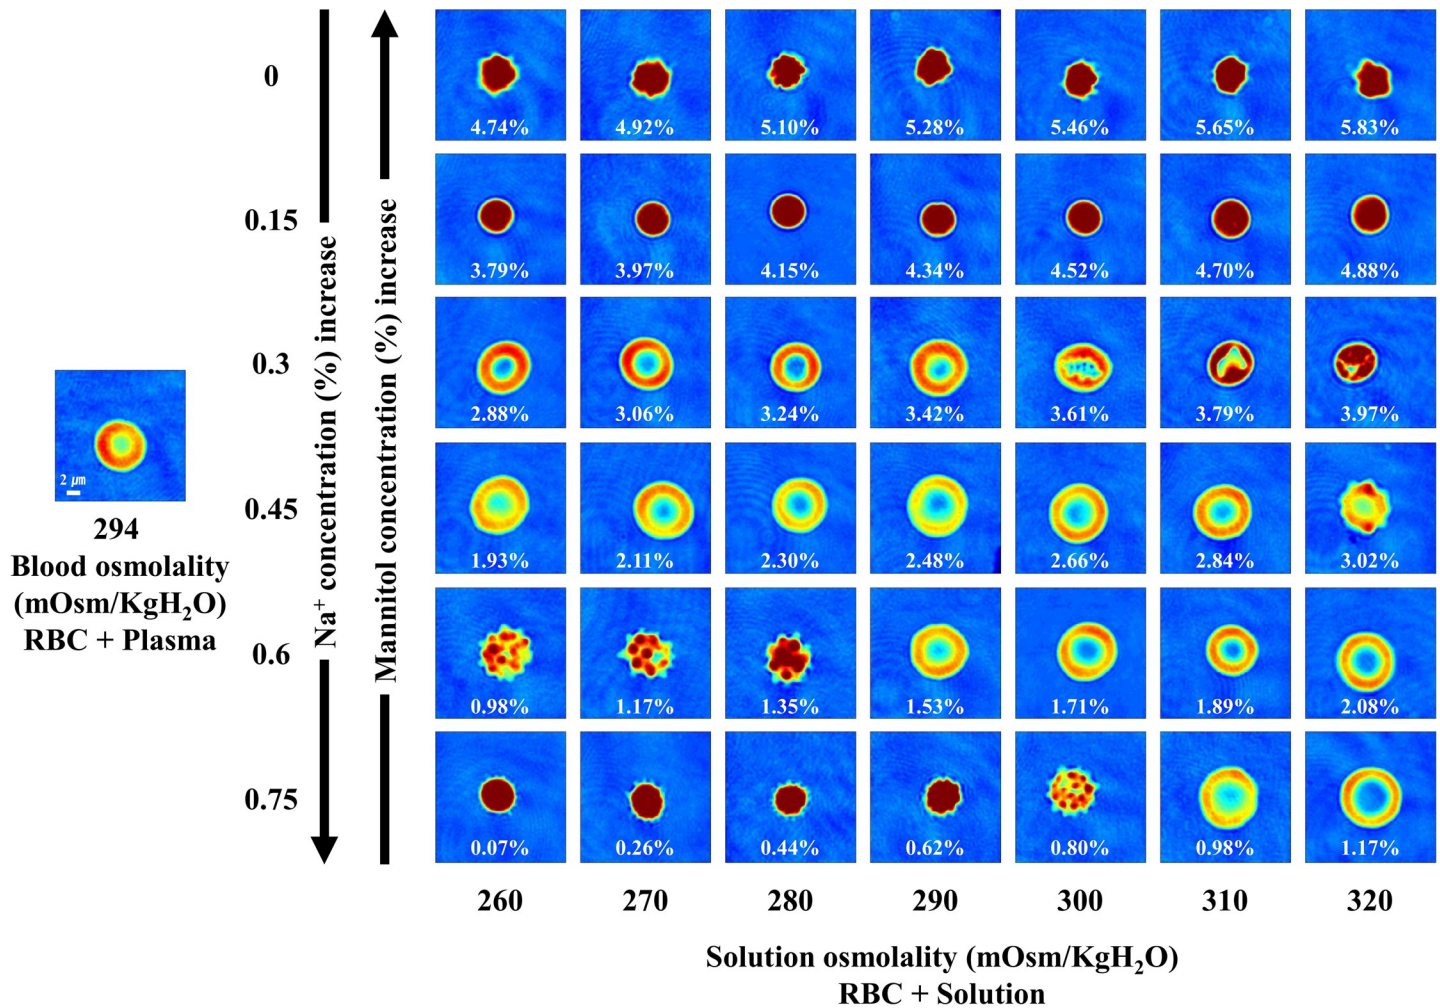 0
4.74% 4.92% 5.10% 5.28% 5.46% 5.65% 5.83%
0.15
3.79% 3.97% 4.15% 4.34% 4.52% 4.70% 4.88%
0.3
2.88% 3.06% 3.24% 3.42% 3.61% 3.79% 3.97%
0.45
1.93% 2.11% 2.30% 2.48% 2.66% 2.84% 3.02%
0.6
0.98% 1.17% 1.35% 1.53% 1.71% 1.89% 2.08%
0.75
0.07% 0.26% 0.44% 0.62% 0.80% 0.98% 1.17%
Na⁺ concentration (%) increase
Mannitol concentration (%) increase
2 μm
294
Blood osmolality
(mOsm/KgH₂O)
RBC + Plasma
260 270 280 290 300 310 320
Solution osmolality (mOsm/KgH₂O)
RBC + Solution